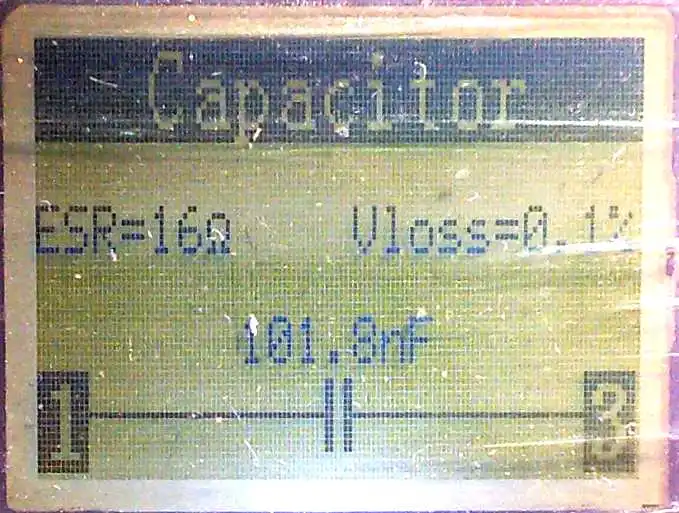 Capacitor
ESR=16Ω Vloss=0.1%
101.8nF
1 3